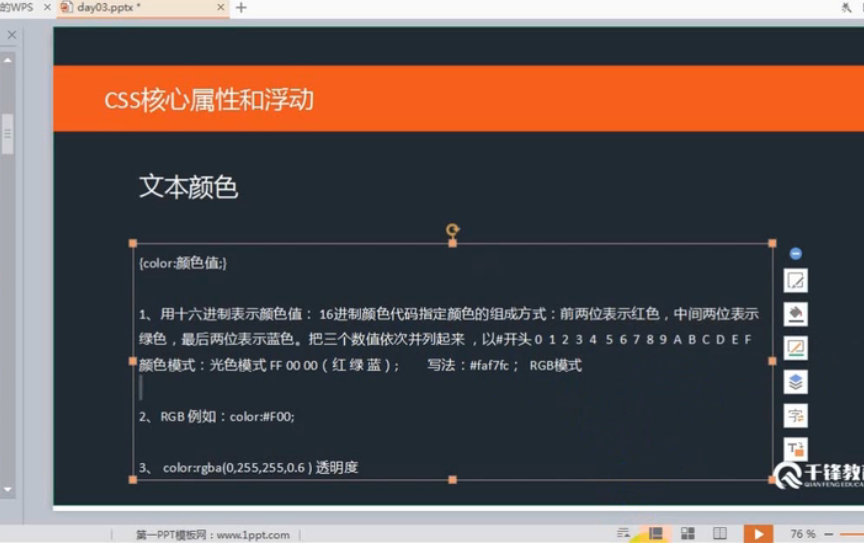 的WPS
day03.pptx *
CSS核心属性和浮动
文本颜色
{color:颜色值;}
1、用十六进制表示颜色值： 16进制颜色代码指定颜色的组成方式：前两位表示红色，中间两位表示
绿色，最后两位表示蓝色。把三个数值依次并列起来 ，以#开头 0 1 2 3 4 5 6 7 8 9 A B C D E F
颜色模式：光色模式 FF 00 00 ( 红 绿 蓝 )； 写法：#faf7fc； RGB模式
2、RGB 例如：color:#F00;
3、 color:rgba(0,255,255,0.6 ) 透明度
千锋教育
QIANFENG EDUCA
第一PPT模板网：www.1ppt.com
76 %